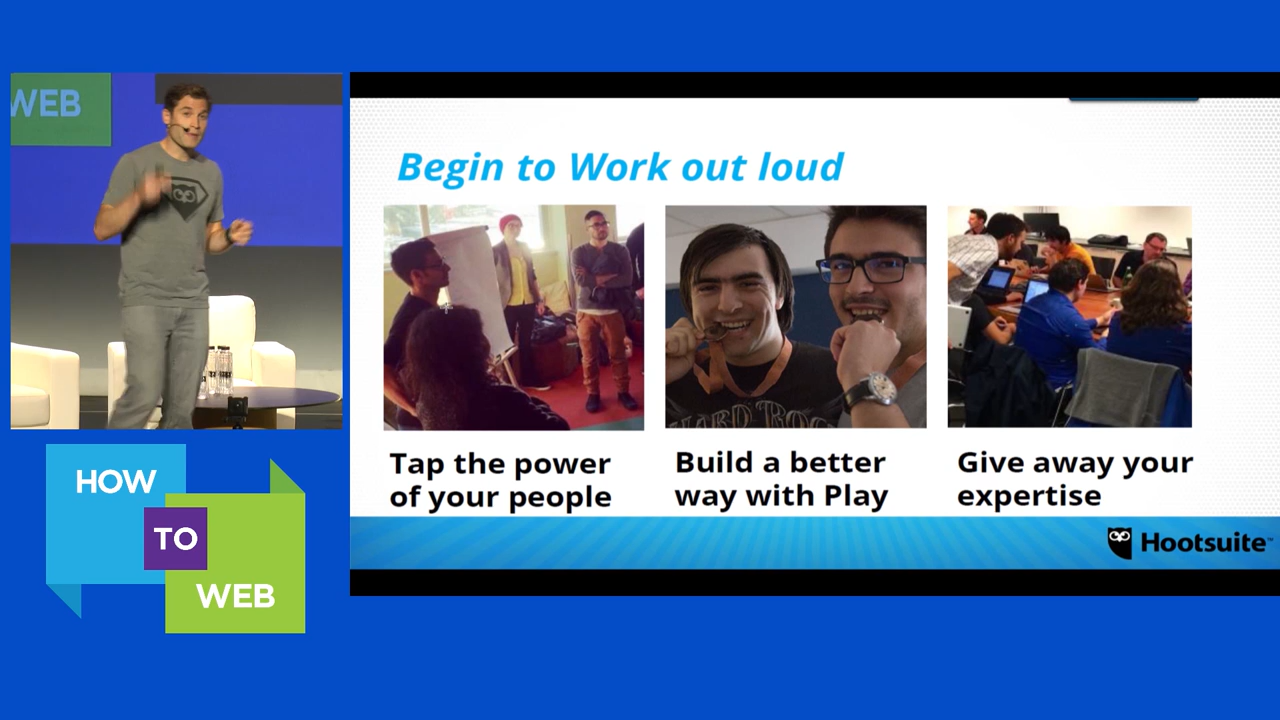 WEB
Begin to Work out loud
Tap the power
of your people
Build a better
way with Play
Give away your
expertise
Hootsuite™
HOW
TO
WEB